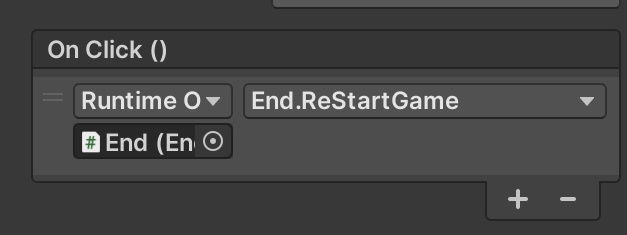 On Click ()
Runtime O
End.ReStartGame
# End (En